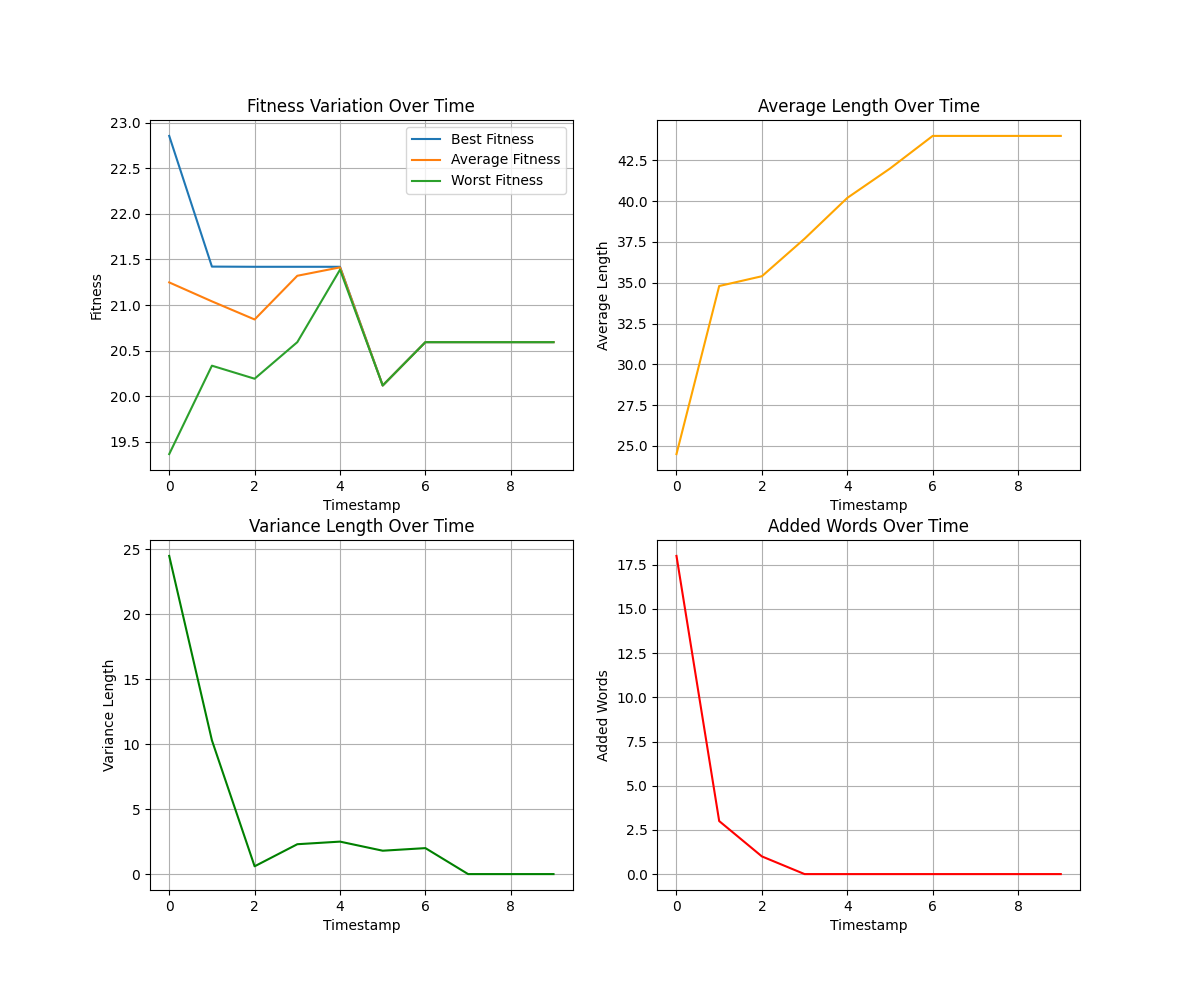 Fitness Variation Over Time
23.0
22.5
22.0
21.5
21.0
20.5
20.0
19.5
Fitness
Best Fitness
Average Fitness
Worst Fitness
0 2 4 6 8
Timestamp
Average Length Over Time
42.5
40.0
37.5
35.0
32.5
30.0
27.5
25.0
Average Length
0 2 4 6 8
Timestamp
Variance Length Over Time
25
20
15
10
5
0
Variance Length
0 2 4 6 8
Timestamp
Added Words Over Time
17.5
15.0
12.5
10.0
7.5
5.0
2.5
0.0
Added Words
0 2 4 6 8
Timestamp